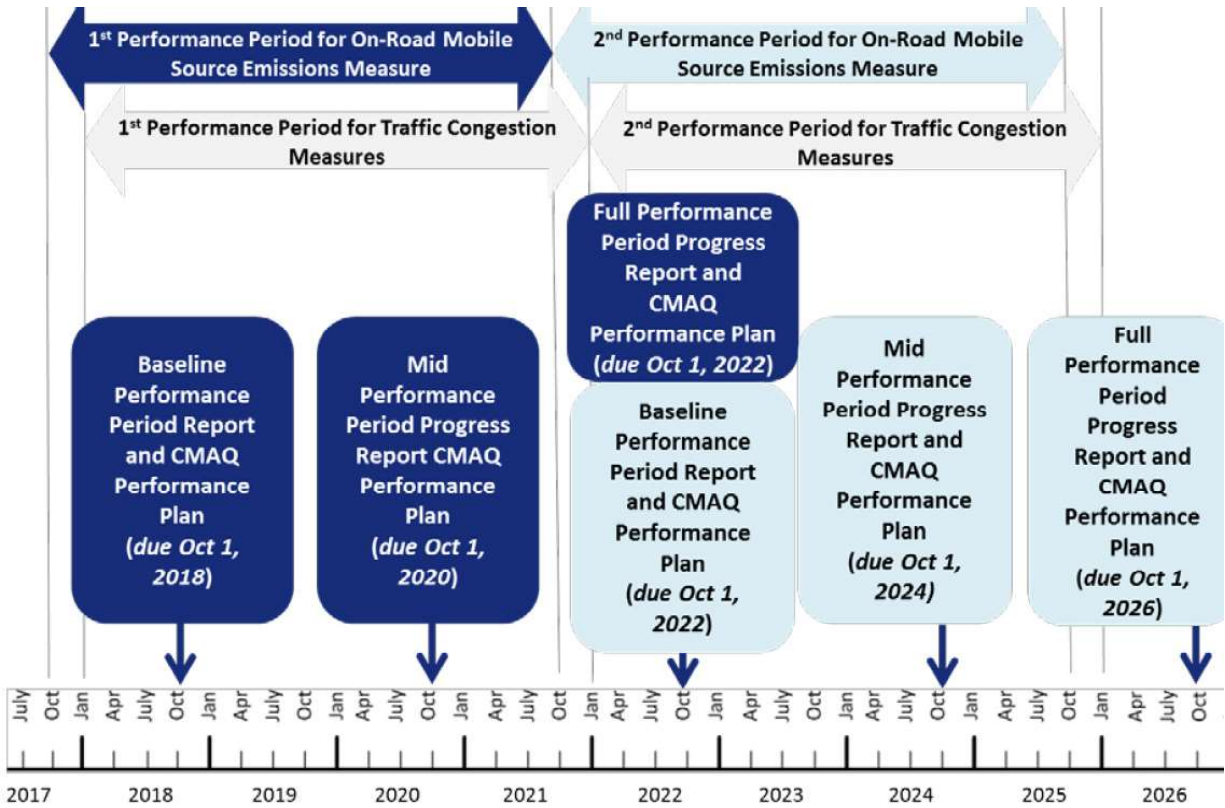 1st Performance Period for On-Road Mobile
Source Emissions Measure
2nd Performance Period for On-Road Mobile
Source Emissions Measure
1st Performance Period for Traffic Congestion
Measures
2nd Performance Period for Traffic Congestion
Measures
Full Performance
Period Progress
Report and
CMAQ
Performance Plan
(due Oct 1, 2022)
Baseline
Performance
Period Report
and CMAQ
Performance
Plan
(due Oct 1,
2018)
Mid
Performance
Period Progress
Report CMAQ
Performance
Plan
(due Oct 1,
2020)
Baseline
Performance
Period Report
and CMAQ
Performance
Plan
(due Oct 1,
2022)
Mid
Performance
Period Progress
Report and
CMAQ
Performance
Plan
(due Oct 1,
2024)
Full
Performance
Period
Progress
Report and
CMAQ
Performance
Plan
(due Oct 1,
2026)
July Oct Jan Apr July Oct Jan Apr July Oct Jan Apr July Oct Jan Apr July Oct Jan Apr July Oct Jan Apr July Oct Jan Apr July Oct Jan Apr July Oct Jan Apr July Oct
2017 2018 2019 2020 2021 2022 2023 2024 2025 2026